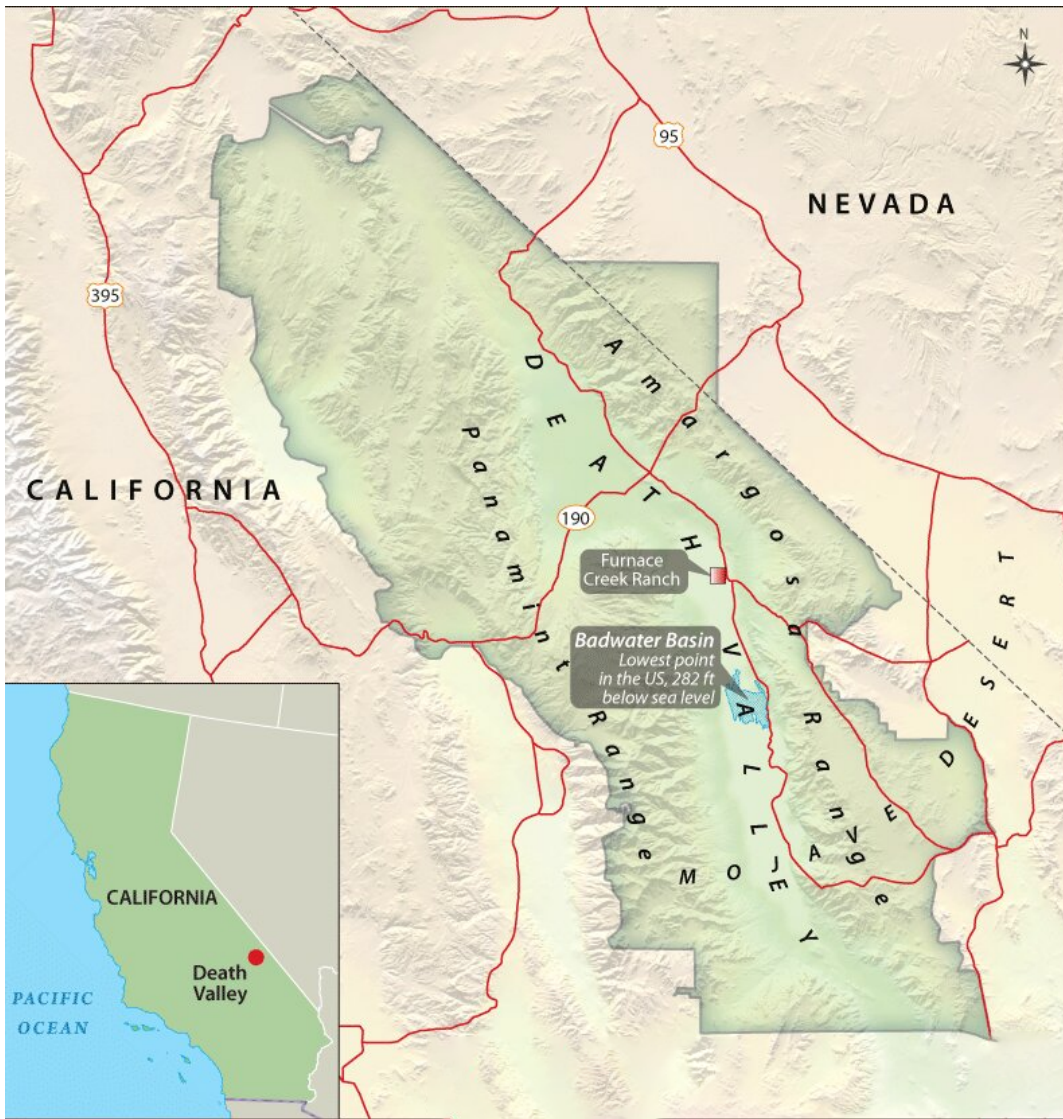 N
95
NEVADA
395
DEATH VALLEY
Amargosa Range
Panamint Range
CALIFORNIA
190
Furnace
Creek Ranch
Badwater Basin
Lowest point
in the US, 282 ft
below sea level
MOJAVE DESERT
CALIFORNIA
Death
Valley
PACIFIC
OCEAN